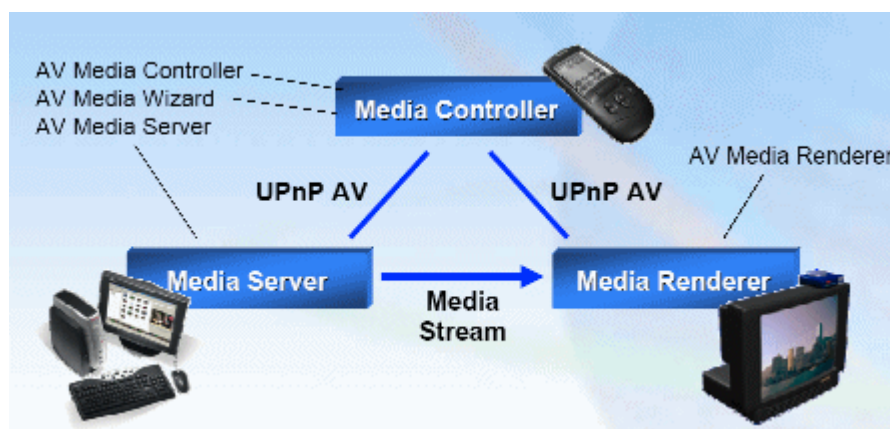 AV Media Controller
AV Media Wizard
AV Media Server
Media Controller
AV Media Renderer
UPnP AV
UPnP AV
Media Server
Media Renderer
Media
Stream